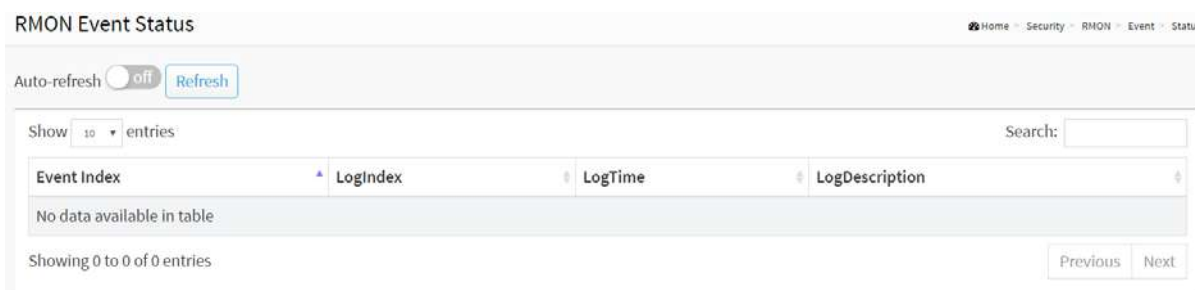 RMON Event Status
Home - Security - RMON - Event - Statu
Auto-refresh off Refresh
Show 10 entries Search:
Event Index LogIndex LogTime LogDescription
No data available in table
Showing 0 to 0 of 0 entries Previous Next